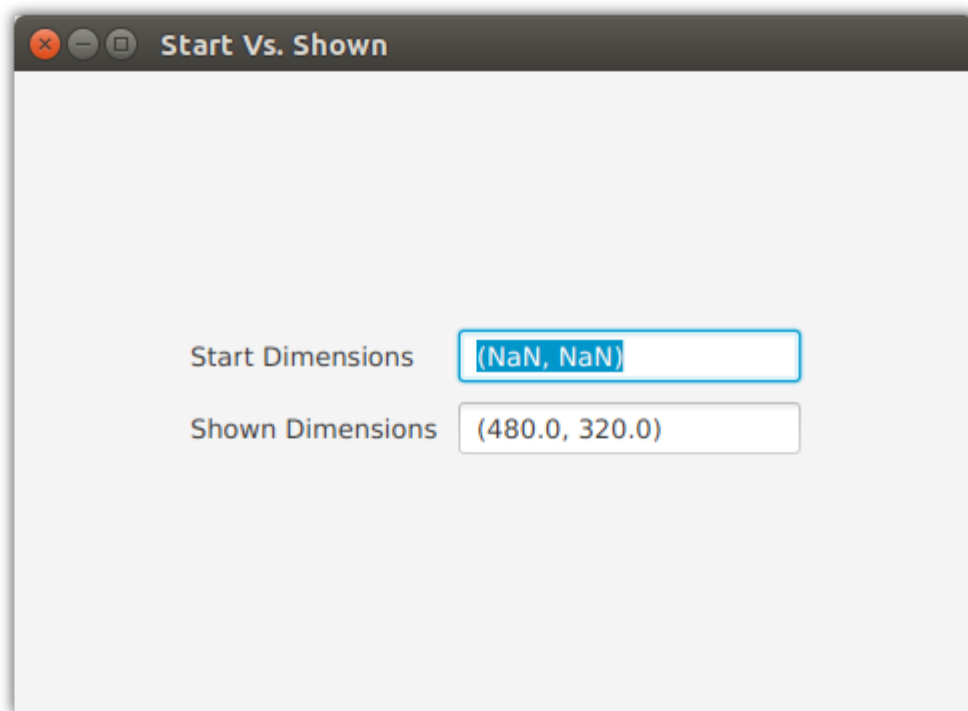 Start Vs. Shown
Start Dimensions (NaN, NaN)
Shown Dimensions (480.0, 320.0)